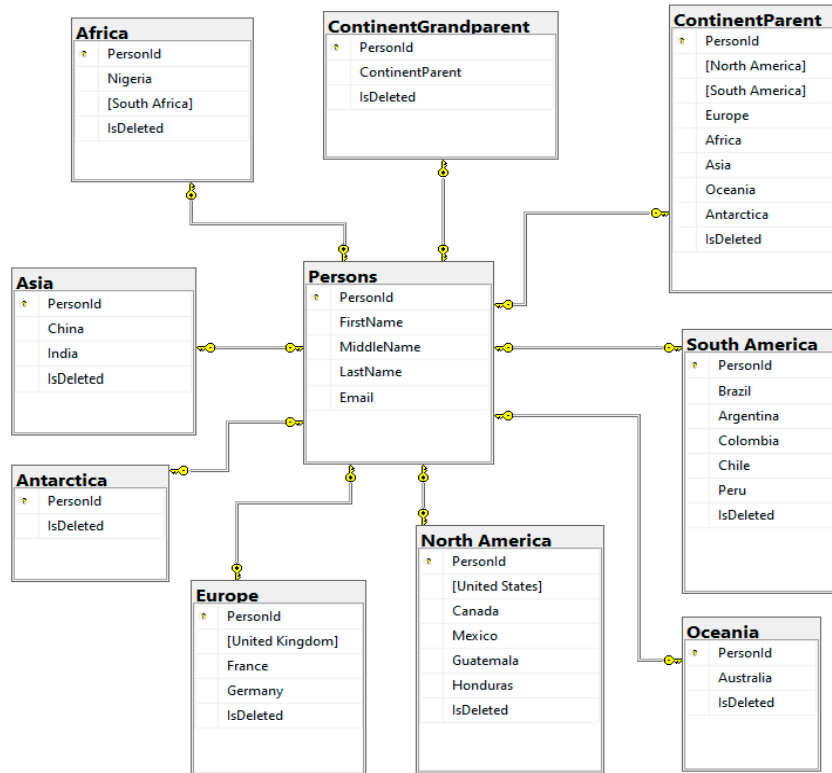 Africa
PersonId
Nigeria
[South Africa]
IsDeleted
ContinentGrandparent
PersonId
ContinentParent
IsDeleted
ContinentParent
PersonId
[North America]
[South America]
Europe
Africa
Asia
Oceania
Antarctica
IsDeleted
Asia
PersonId
China
India
IsDeleted
Persons
PersonId
FirstName
MiddleName
LastName
Email
South America
PersonId
Brazil
Argentina
Colombia
Chile
Peru
IsDeleted
Antarctica
PersonId
IsDeleted
Europe
PersonId
[United Kingdom]
France
Germany
IsDeleted
North America
PersonId
[United States]
Canada
Mexico
Guatemala
Honduras
IsDeleted
Oceania
PersonId
Australia
IsDeleted